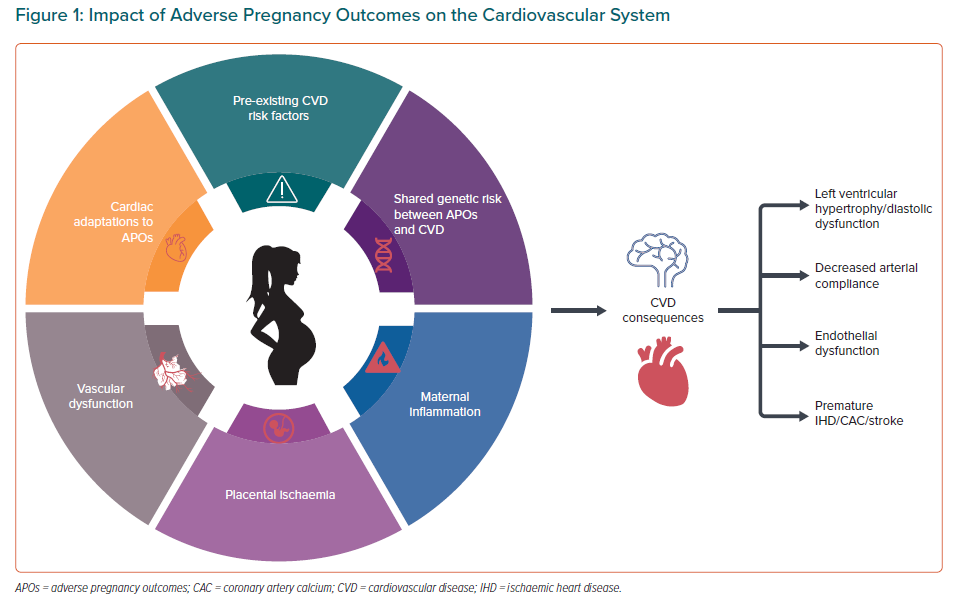 Figure 1: Impact of Adverse Pregnancy Outcomes on the Cardiovascular System
Pre-existing CVD
risk factors
Shared genetic risk
between APOs
and CVD
Maternal
Inflammation
Placental Ischaemia
Vascular
dysfunction
Cardiac
adaptations to
APOs
CVD
consequences
Left ventricular
hypertrophy/diastolic
dysfunction
Decreased arterial
compliance
Endothelial
dysfunction
Premature
IHD/CAC/stroke
APOs = adverse pregnancy outcomes; CAC = coronary artery calcium; CVD = cardiovascular disease; IHD = ischaemic heart disease.